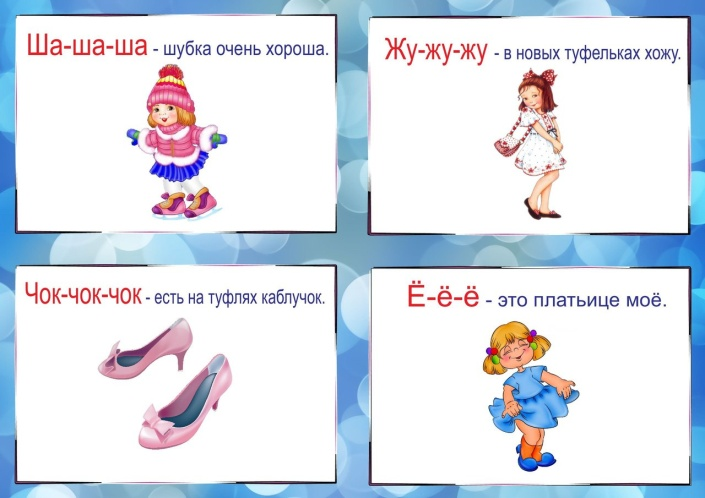 Ша-ша-ша - шубка очень хороша.
Жу-жу-жу - в новых туфельках хожу.
Чок-чок-чок - есть на туфлях каблучок.
Ё-ё-ё - это платьице моё.